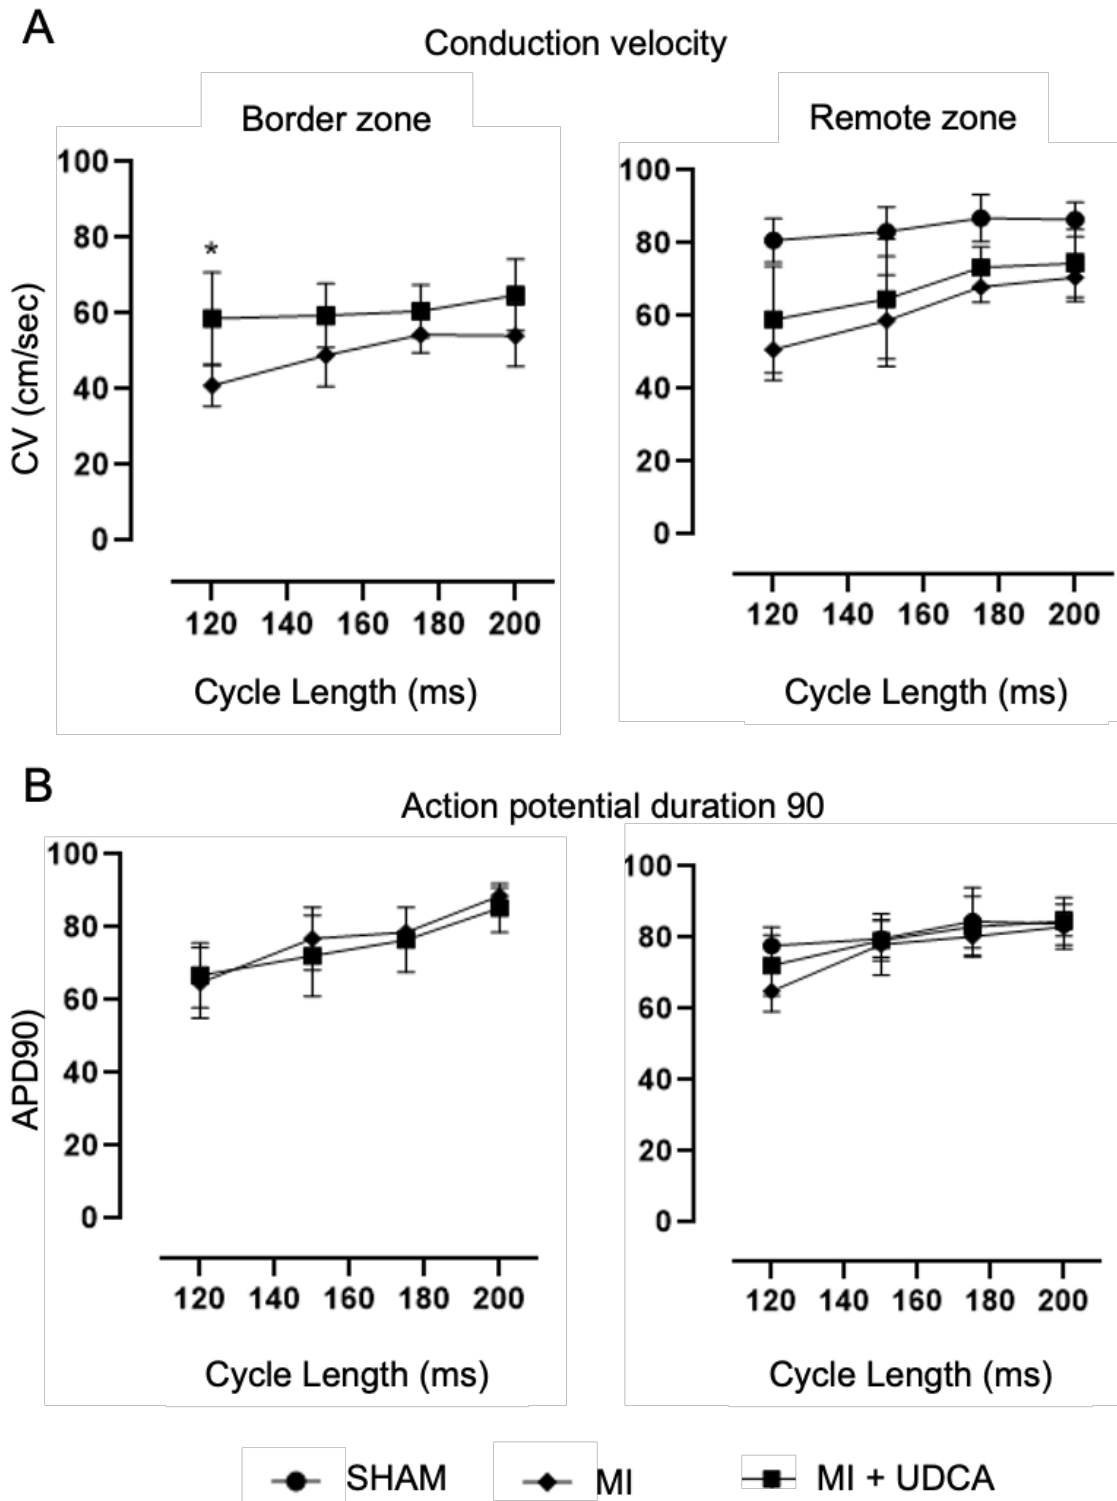 A
Conduction velocity
Border zone
Remote zone
100
80
60
40
20
0
*
CV (cm/sec)
120 140 160 180 200
Cycle Length (ms)
100
80
60
40
20
0
120 140 160 180 200
Cycle Length (ms)
B
Action potential duration 90
100
80
60
40
20
0
APD90)
120 140 160 180 200
Cycle Length (ms)
100
80
60
40
20
0
120 140 160 180 200
Cycle Length (ms)
SHAM MI MI + UDCA